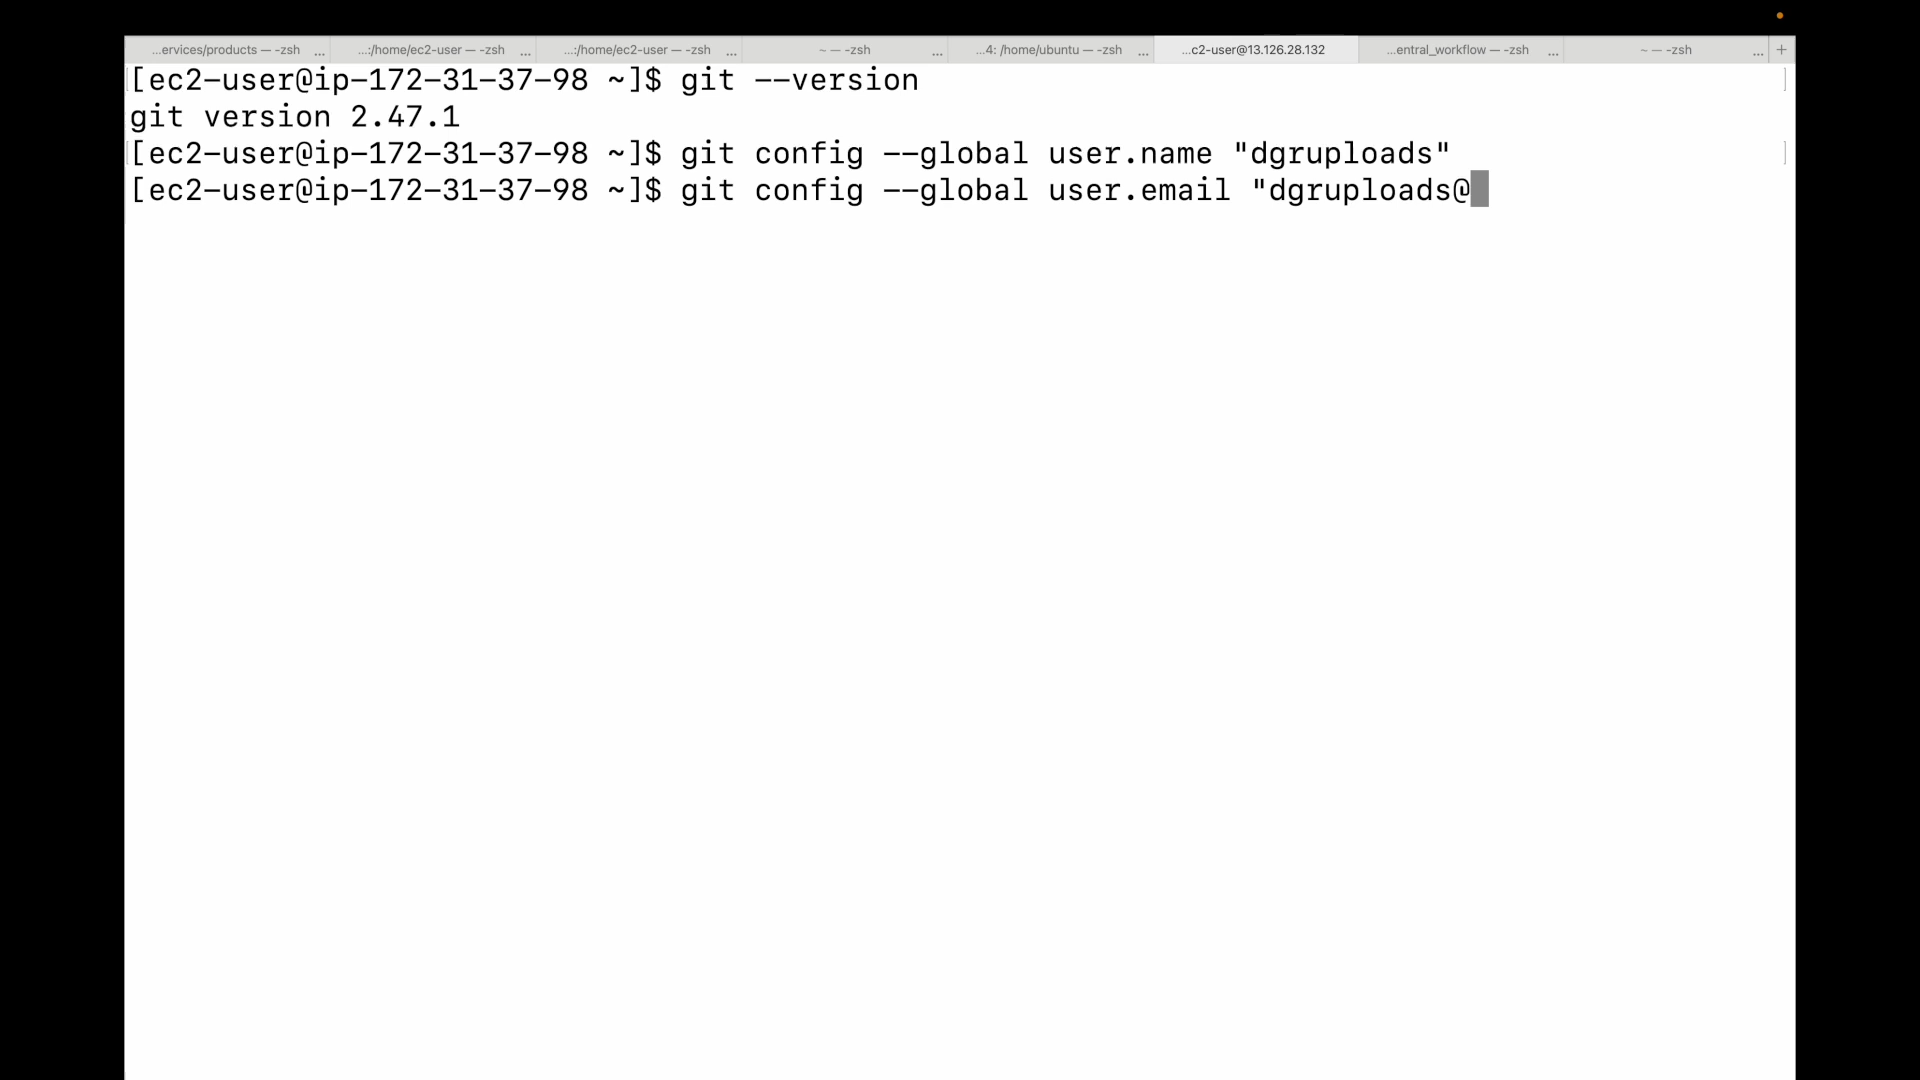 ...ervices/products — -zsh ... ...:/home/ec2-user — -zsh ... ...:/home/ec2-user — -zsh ... ~ — -zsh ... ...4: /home/ubuntu — -zsh ... ...c2-user@13.126.28.132 ...entral_workflow — -zsh ... ~ — -zsh ... +
[ec2-user@ip-172-31-37-98 ~]$ git --version
git version 2.47.1
[ec2-user@ip-172-31-37-98 ~]$ git config --global user.name "dgruploads"
[ec2-user@ip-172-31-37-98 ~]$ git config --global user.email "dgruploads@